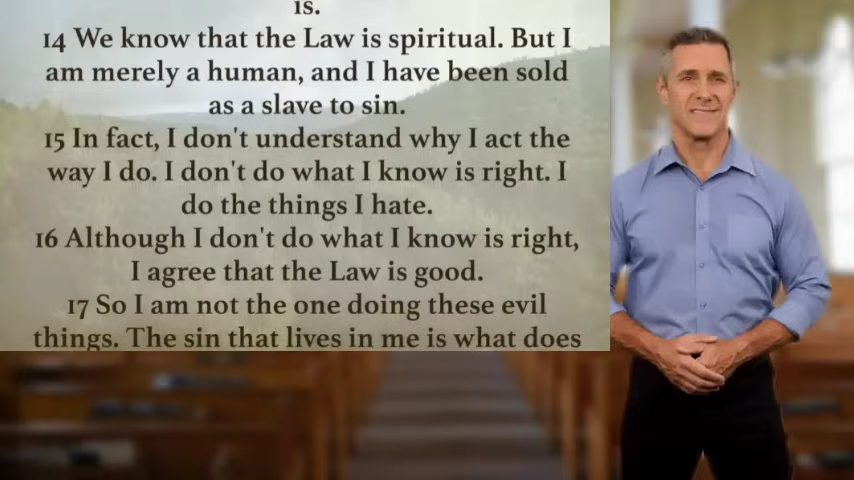 is.
14 We know that the Law is spiritual. But I
am merely a human, and I have been sold
as a slave to sin.
15 In fact, I don't understand why I act the
way I do. I don't do what I know is right. I
do the things I hate.
16 Although I don't do what I know is right,
I agree that the Law is good.
17 So I am not the one doing these evil
things. The sin that lives in me is what does